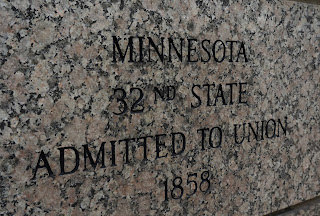 MINNESOTA
32ND STATE
ADMITTED TO UNION
1858